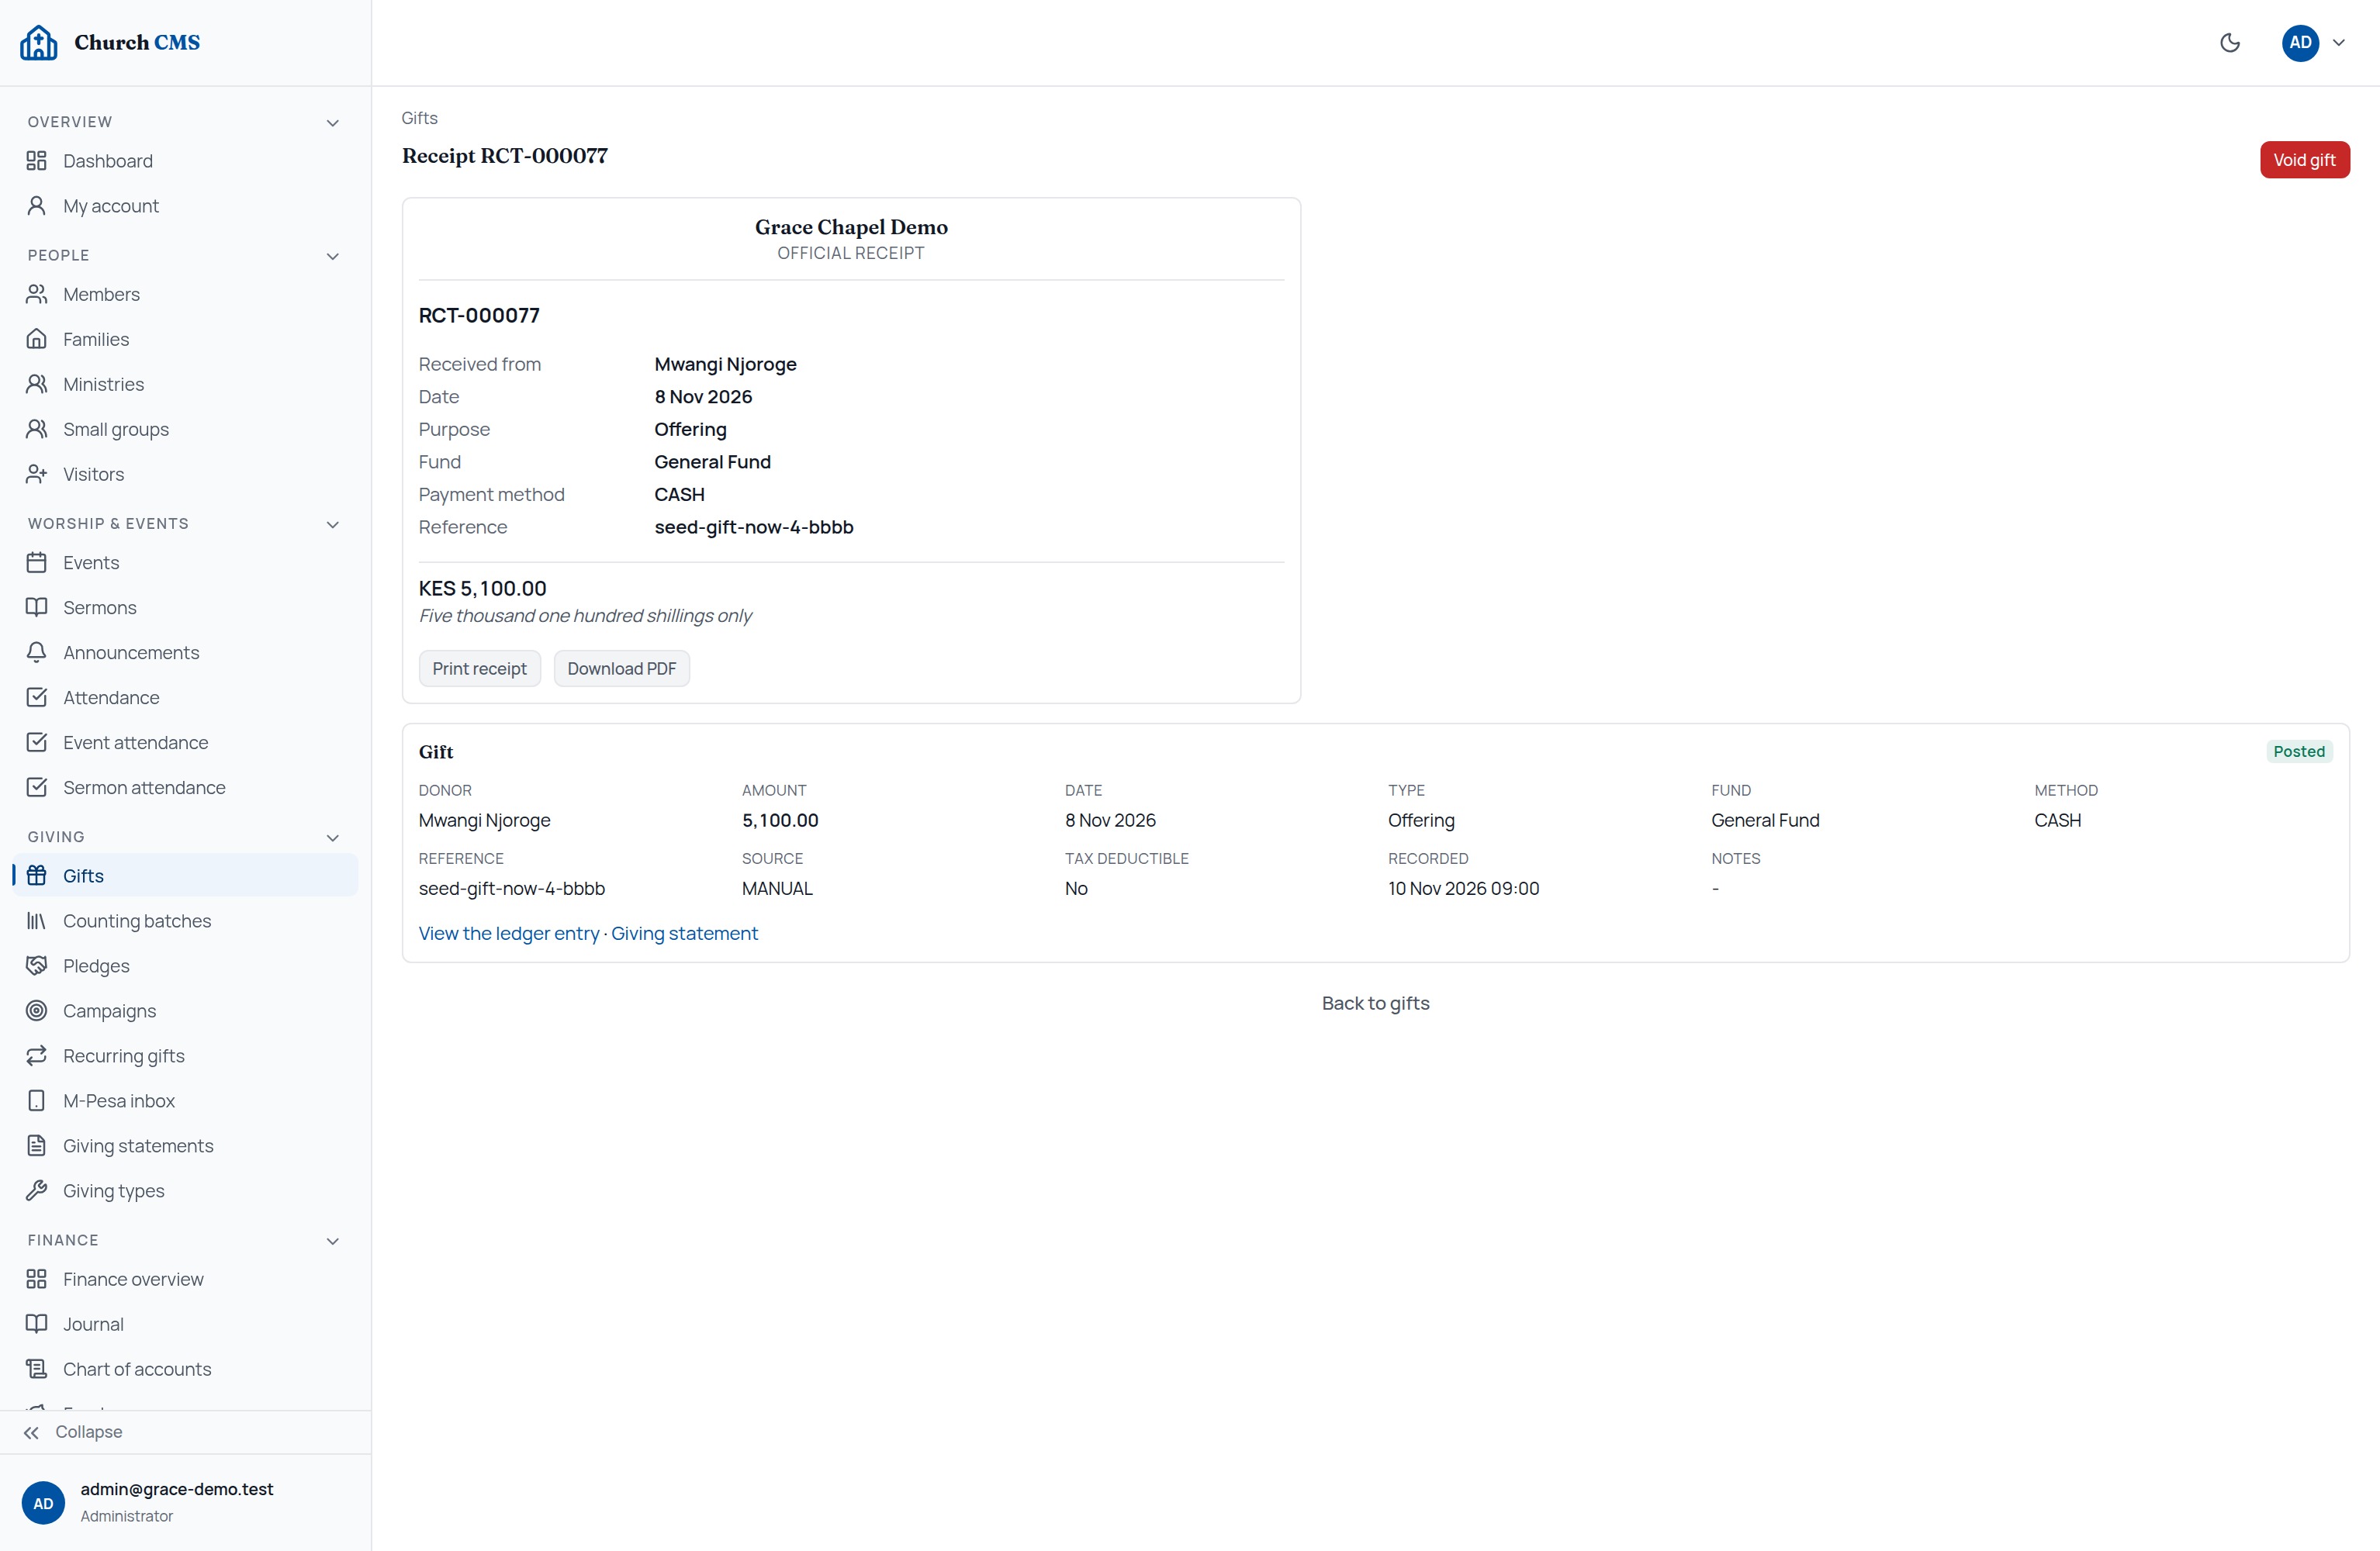 Church CMS
AD
OVERVIEW
Dashboard
My account
PEOPLE
Members
Families
Ministries
Small groups
Visitors
WORSHIP & EVENTS
Events
Sermons
Announcements
Attendance
Event attendance
Sermon attendance
GIVING
Gifts
Counting batches
Pledges
Campaigns
Recurring gifts
M-Pesa inbox
Giving statements
Giving types
FINANCE
Finance overview
Journal
Chart of accounts
Collapse
AD
admin@grace-demo.test
Administrator
Gifts
Receipt RCT-000077
Void gift
Grace Chapel Demo
OFFICIAL RECEIPT
RCT-000077
Received from Mwangi Njoroge
Date 8 Nov 2026
Purpose Offering
Fund General Fund
Payment method CASH
Reference seed-gift-now-4-bbbb
KES 5,100.00
Five thousand one hundred shillings only
Print receipt Download PDF
Gift Posted
DONOR AMOUNT DATE TYPE FUND METHOD
Mwangi Njoroge 5,100.00 8 Nov 2026 Offering General Fund CASH
REFERENCE SOURCE TAX DEDUCTIBLE RECORDED NOTES
seed-gift-now-4-bbbb MANUAL No 10 Nov 2026 09:00 -
View the ledger entry · Giving statement
Back to gifts